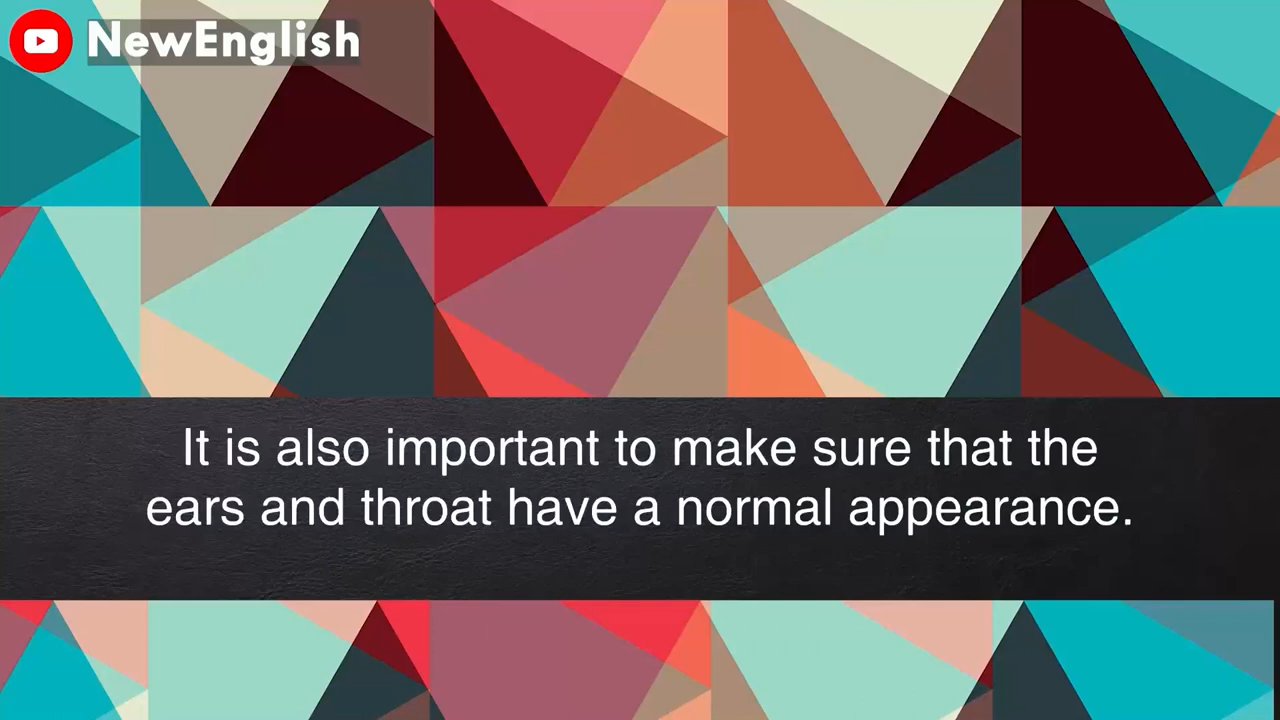 NewEnglish
It is also important to make sure that the
ears and throat have a normal appearance.